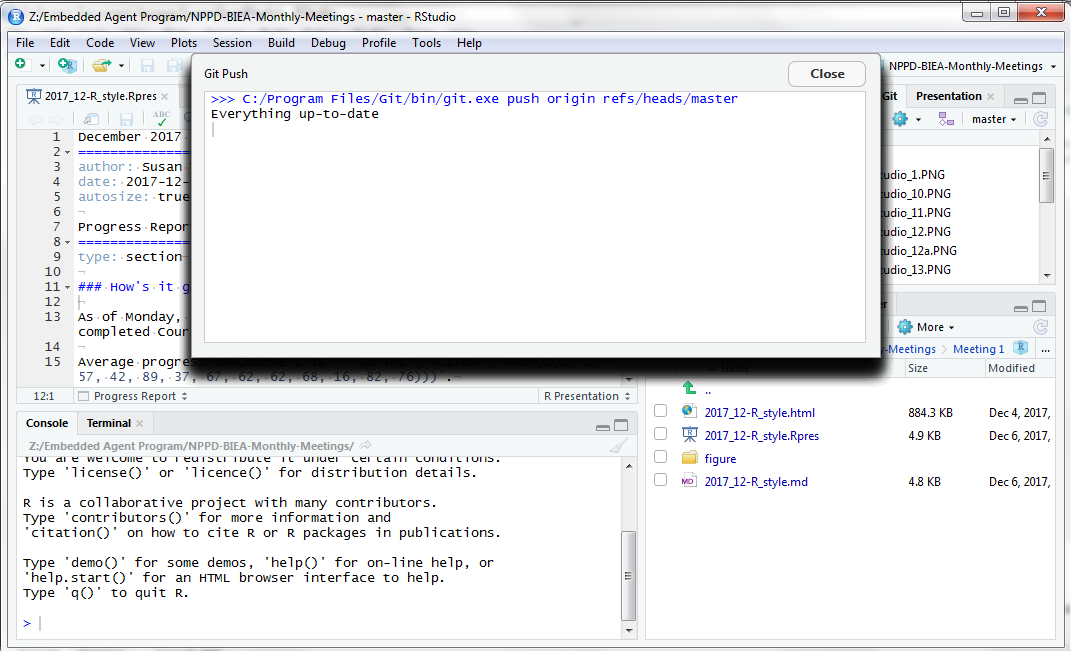 Z:/Embedded Agent Program/NPPD-BIEA-Monthly-Meetings - master - RStudio
File Edit Code View Plots Session Build Debug Profile Tools Help
NPPD-BIEA-Monthly-Meetings
Git Push
Close
>>> C:/Program Files/Git/bin/git.exe push origin refs/heads/master
Everything up-to-date
2017_12-R_style.Rpres
ABC
1 December 2017
2 ==============
3 author: Susan
4 date: 2017-12-
5 autosize: true
6
7 Progress Repor
8 ==============
9 type: section
10
11 ### How's it g
12
13 As of Monday,
completed Cour
14
15 Average progress
57, 42, 89, 37, 67, 62, 62, 68, 16, 82, 76)))`.
12:1 Progress Report R Presentation
Console Terminal
Z:/Embedded Agent Program/NPPD-BIEA-Monthly-Meetings/
You are welcome to redistribute it under certain conditions.
Type 'license()' or 'licence()' for distribution details.
R is a collaborative project with many contributors.
Type 'contributors()' for more information and
'citation()' on how to cite R or R packages in publications.
Type 'demo()' for some demos, 'help()' for on-line help, or
'help.start()' for an HTML browser interface to help.
Type 'q()' to quit R.
>
Git Presentation
master
tudio_1.PNG
tudio_10.PNG
tudio_11.PNG
tudio_12.PNG
tudio_12a.PNG
tudio_13.PNG
More
y-Meetings Meeting 1 R ...
Name Size Modified
..
2017_12-R_style.html 884.3 KB Dec 4, 2017,
2017_12-R_style.Rpres 4.9 KB Dec 6, 2017,
figure
MD 2017_12-R_style.md 4.8 KB Dec 6, 2017,